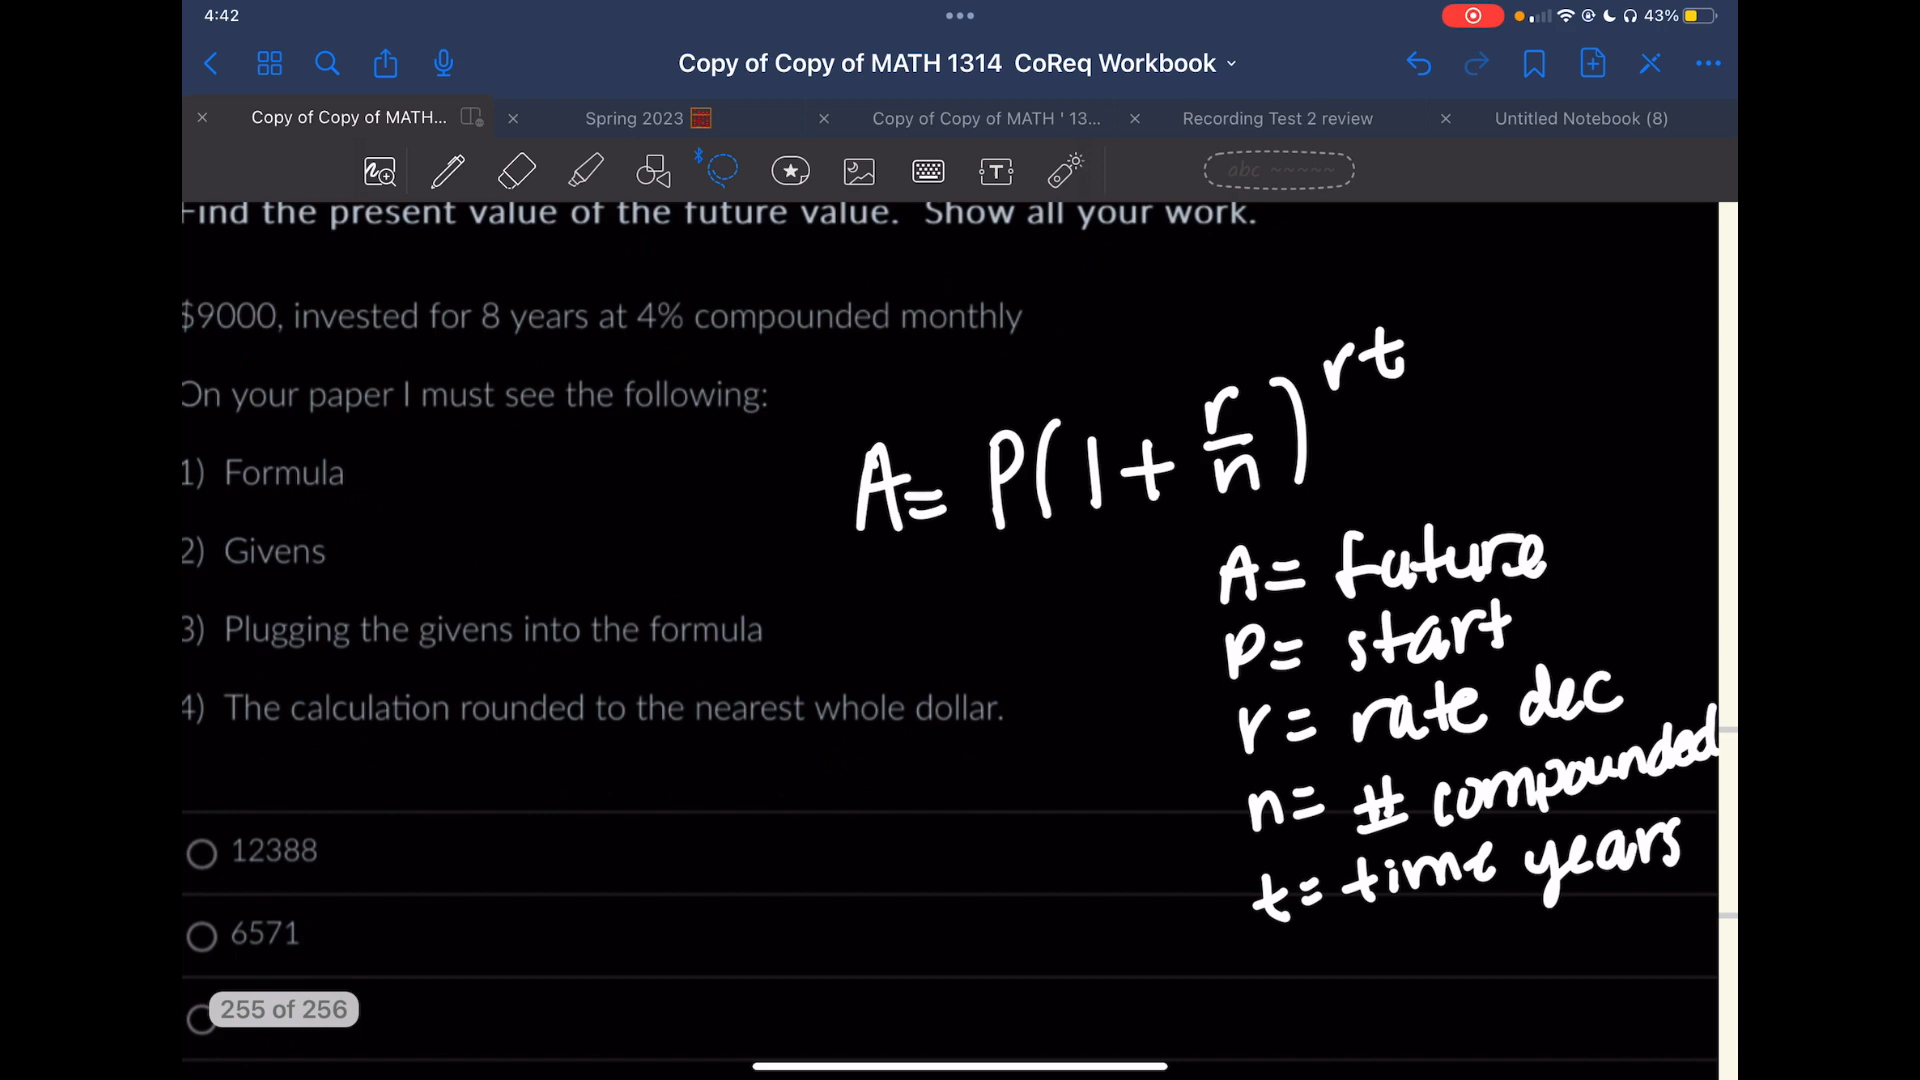 4:42
43%
Copy of Copy of MATH 1314 CoReq Workbook
Copy of Copy of MATH...
Spring 2023
Copy of Copy of MATH ' 13...
Recording Test 2 review
Untitled Notebook (8)
T
abc
Find the present value of the future value. Show all your work.
$9000, invested for 8 years at 4% compounded monthly
On your paper I must see the following:
1) Formula
2) Givens
3) Plugging the givens into the formula
4) The calculation rounded to the nearest whole dollar.
A= P(1+ r/n)^rt
A= future
P= start
r= rate dec
n= # compounded
t= time years
12388
6571
255 of 256